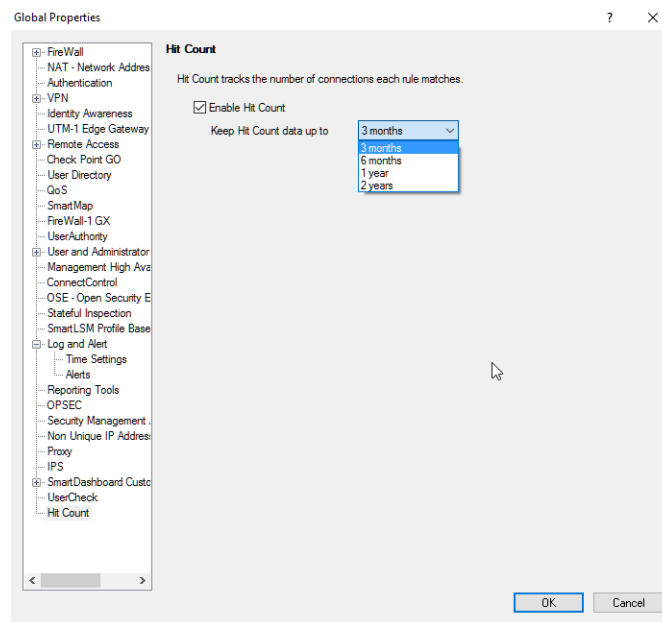 Global Properties
?
FireWall
NAT - Network Addres
Authentication
VPN
Identity Awareness
UTM-1 Edge Gateway
Remote Access
Check Point GO
User Directory
QoS
SmartMap
FireWall-1 GX
UserAuthority
User and Administrator
Management High Ava
ConnectControl
OSE - Open Security E
Stateful Inspection
SmartLSM Profile Base
Log and Alert
Time Settings
Alerts
Reporting Tools
OPSEC
Security Management .
Non Unique IP Address
Proxy
IPS
SmartDashboard Custo
UserCheck
Hit Count
Hit Count
Hit Count tracks the number of connections each rule matches.
Enable Hit Count
Keep Hit Count data up to
3 months
3 months
6 months
1 year
2 years
OK
Cancel